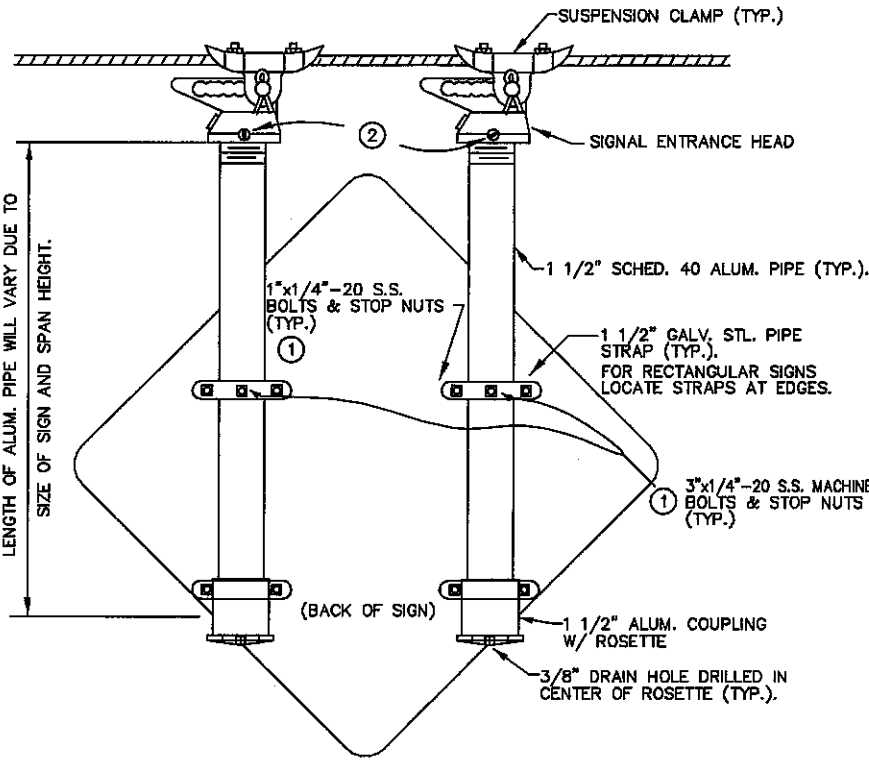 SUSPENSION CLAMP (TYP.)
2
SIGNAL ENTRANCE HEAD
LENGTH OF ALUM. PIPE WILL VARY DUE TO
SIZE OF SIGN AND SPAN HEIGHT.
1 1/2" SCHED. 40 ALUM. PIPE (TYP.).
1"x1/4"-20 S.S.
BOLTS & STOP NUTS
(TYP.)
1
1 1/2" GALV. STL. PIPE
STRAP (TYP.).
FOR RECTANGULAR SIGNS
LOCATE STRAPS AT EDGES.
1
3"x1/4"-20 S.S. MACHINE
BOLTS & STOP NUTS
(TYP.)
(BACK OF SIGN)
1 1/2" ALUM. COUPLING
W/ ROSETTE
3/8" DRAIN HOLE DRILLED IN
CENTER OF ROSETTE (TYP.).